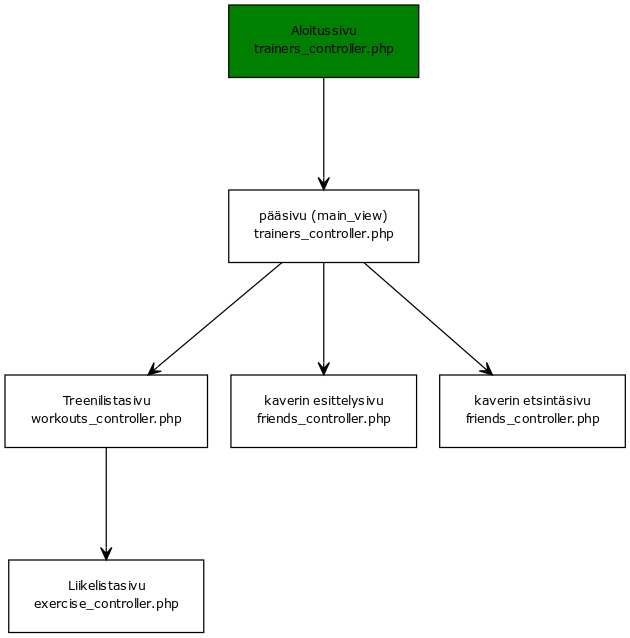 Aloitussivu
trainers_controller.php
pääsivu (main_view)
trainers_controller.php
Treenilistasivu
workouts_controller.php
kaverin esittelysivu
friends_controller.php
kaverin etsintäsivu
friends_controller.php
Liikelistasivu
exercise_controller.php